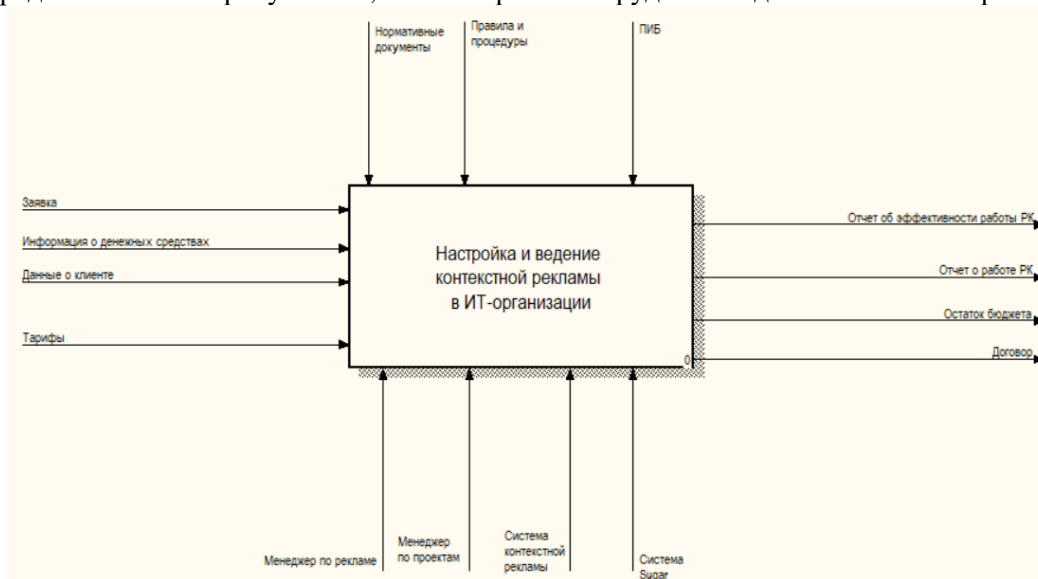 Нормативные
документы
Правила и
процедуры
ПИБ
Заявка
Информация о денежных средствах
Данные о клиенте
Тарифы
Настройка и ведение
контекстной рекламы
в ИТ-организации
0
Отчет об эффективности работы РК
Отчет о работе РК
Остаток бюджета
Договор
Менеджер по рекламе
Менеджер
по проектам
Система
контекстной
рекламы
Система
Sugar